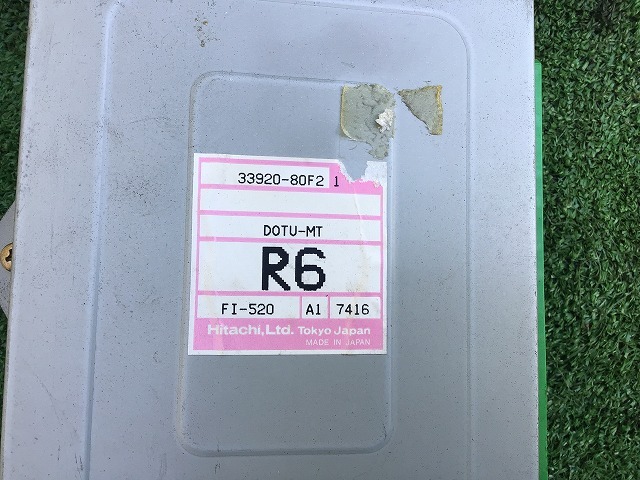 33920-80F2 1
DOTU-MT
R6
FI-520 A1 7416
Hitachi,Ltd. Tokyo Japan
MADE IN JAPAN